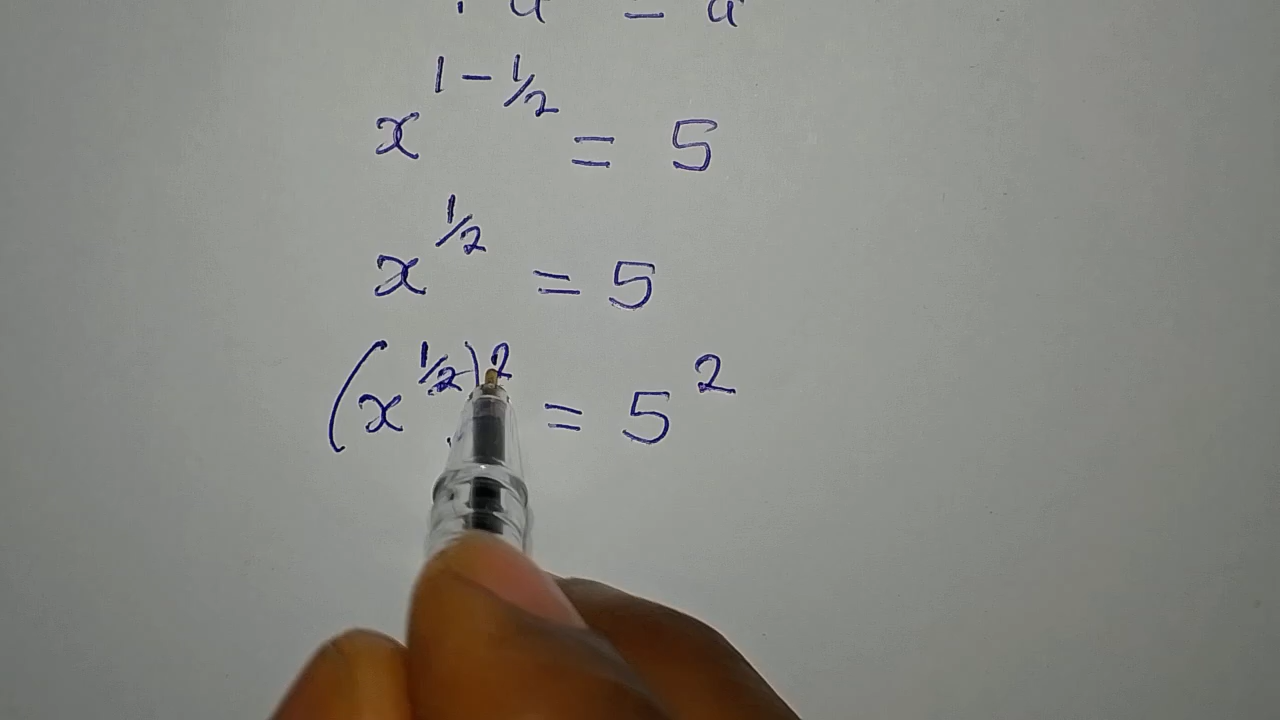 x^{1-1/2} = 5
x^{1/2} = 5
(x^{1/2})^2 = 5^2